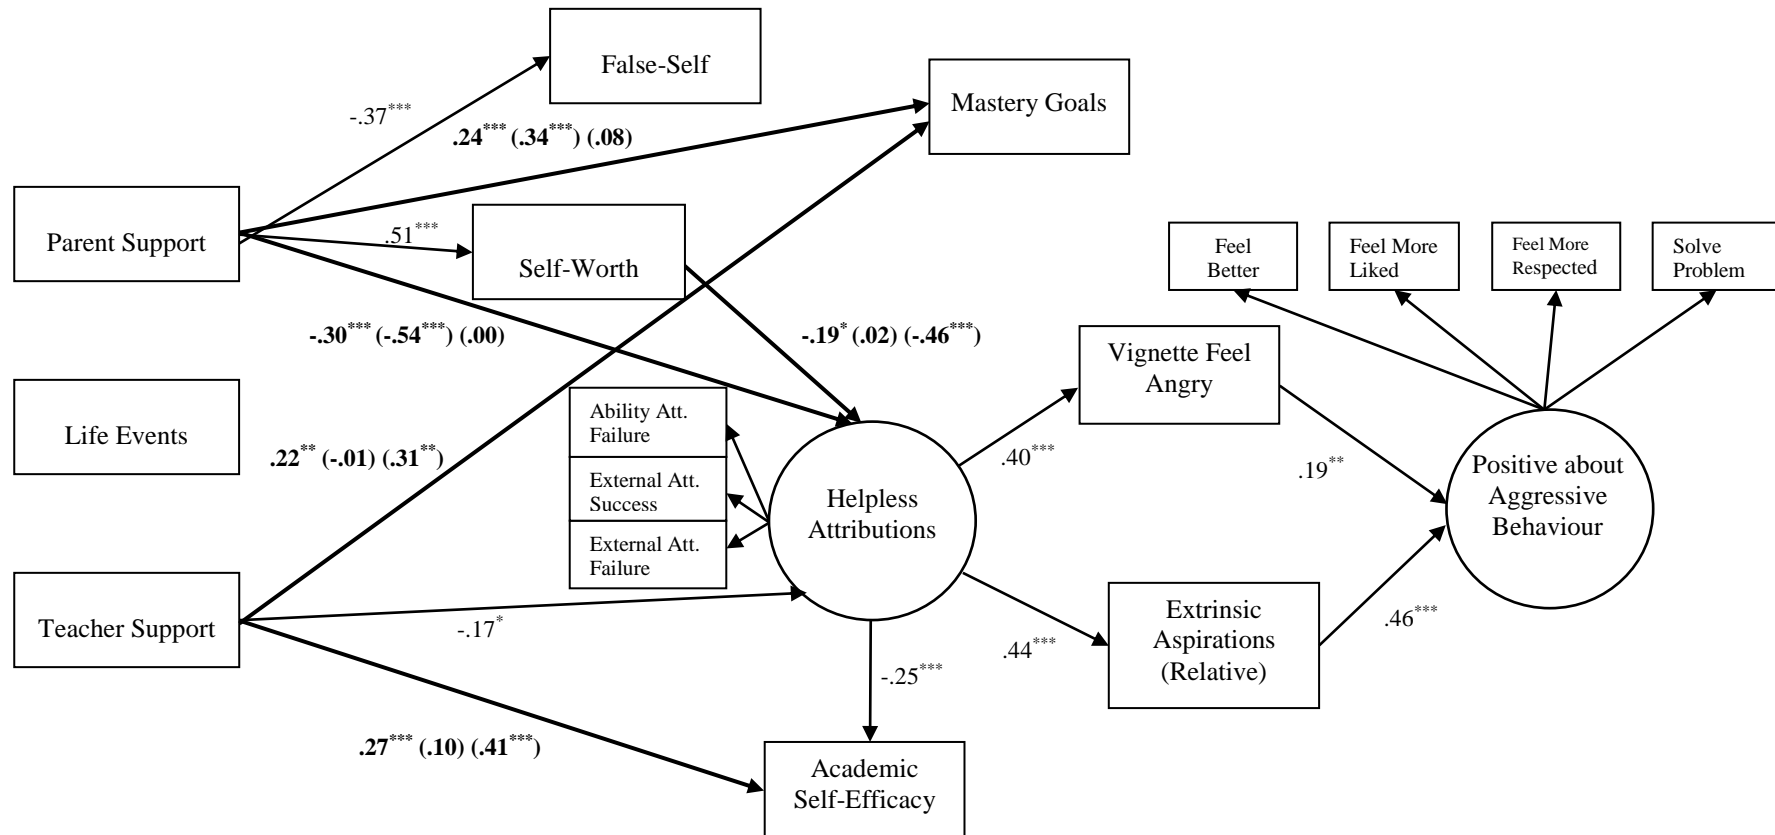 False-Self
Mastery Goals
-.37***
.24*** (.34***) (.08)
Parent Support
.51***
Self-Worth
Feel
Better
Feel More
Liked
Feel More
Respected
Solve
Problem
-.30*** (-.54***) (.00)
-.19* (.02) (-.46***)
Vignette Feel
Angry
Life Events
Ability Att.
Failure
External Att.
Success
External Att.
Failure
.22** (-.01) (.31**)
Helpless
Attributions
.40***
.19**
Positive about
Aggressive
Behaviour
Teacher Support
-.17*
.44***
Extrinsic
Aspirations
(Relative)
.46***
-.25***
.27*** (.10) (.41***)
Academic
Self-Efficacy